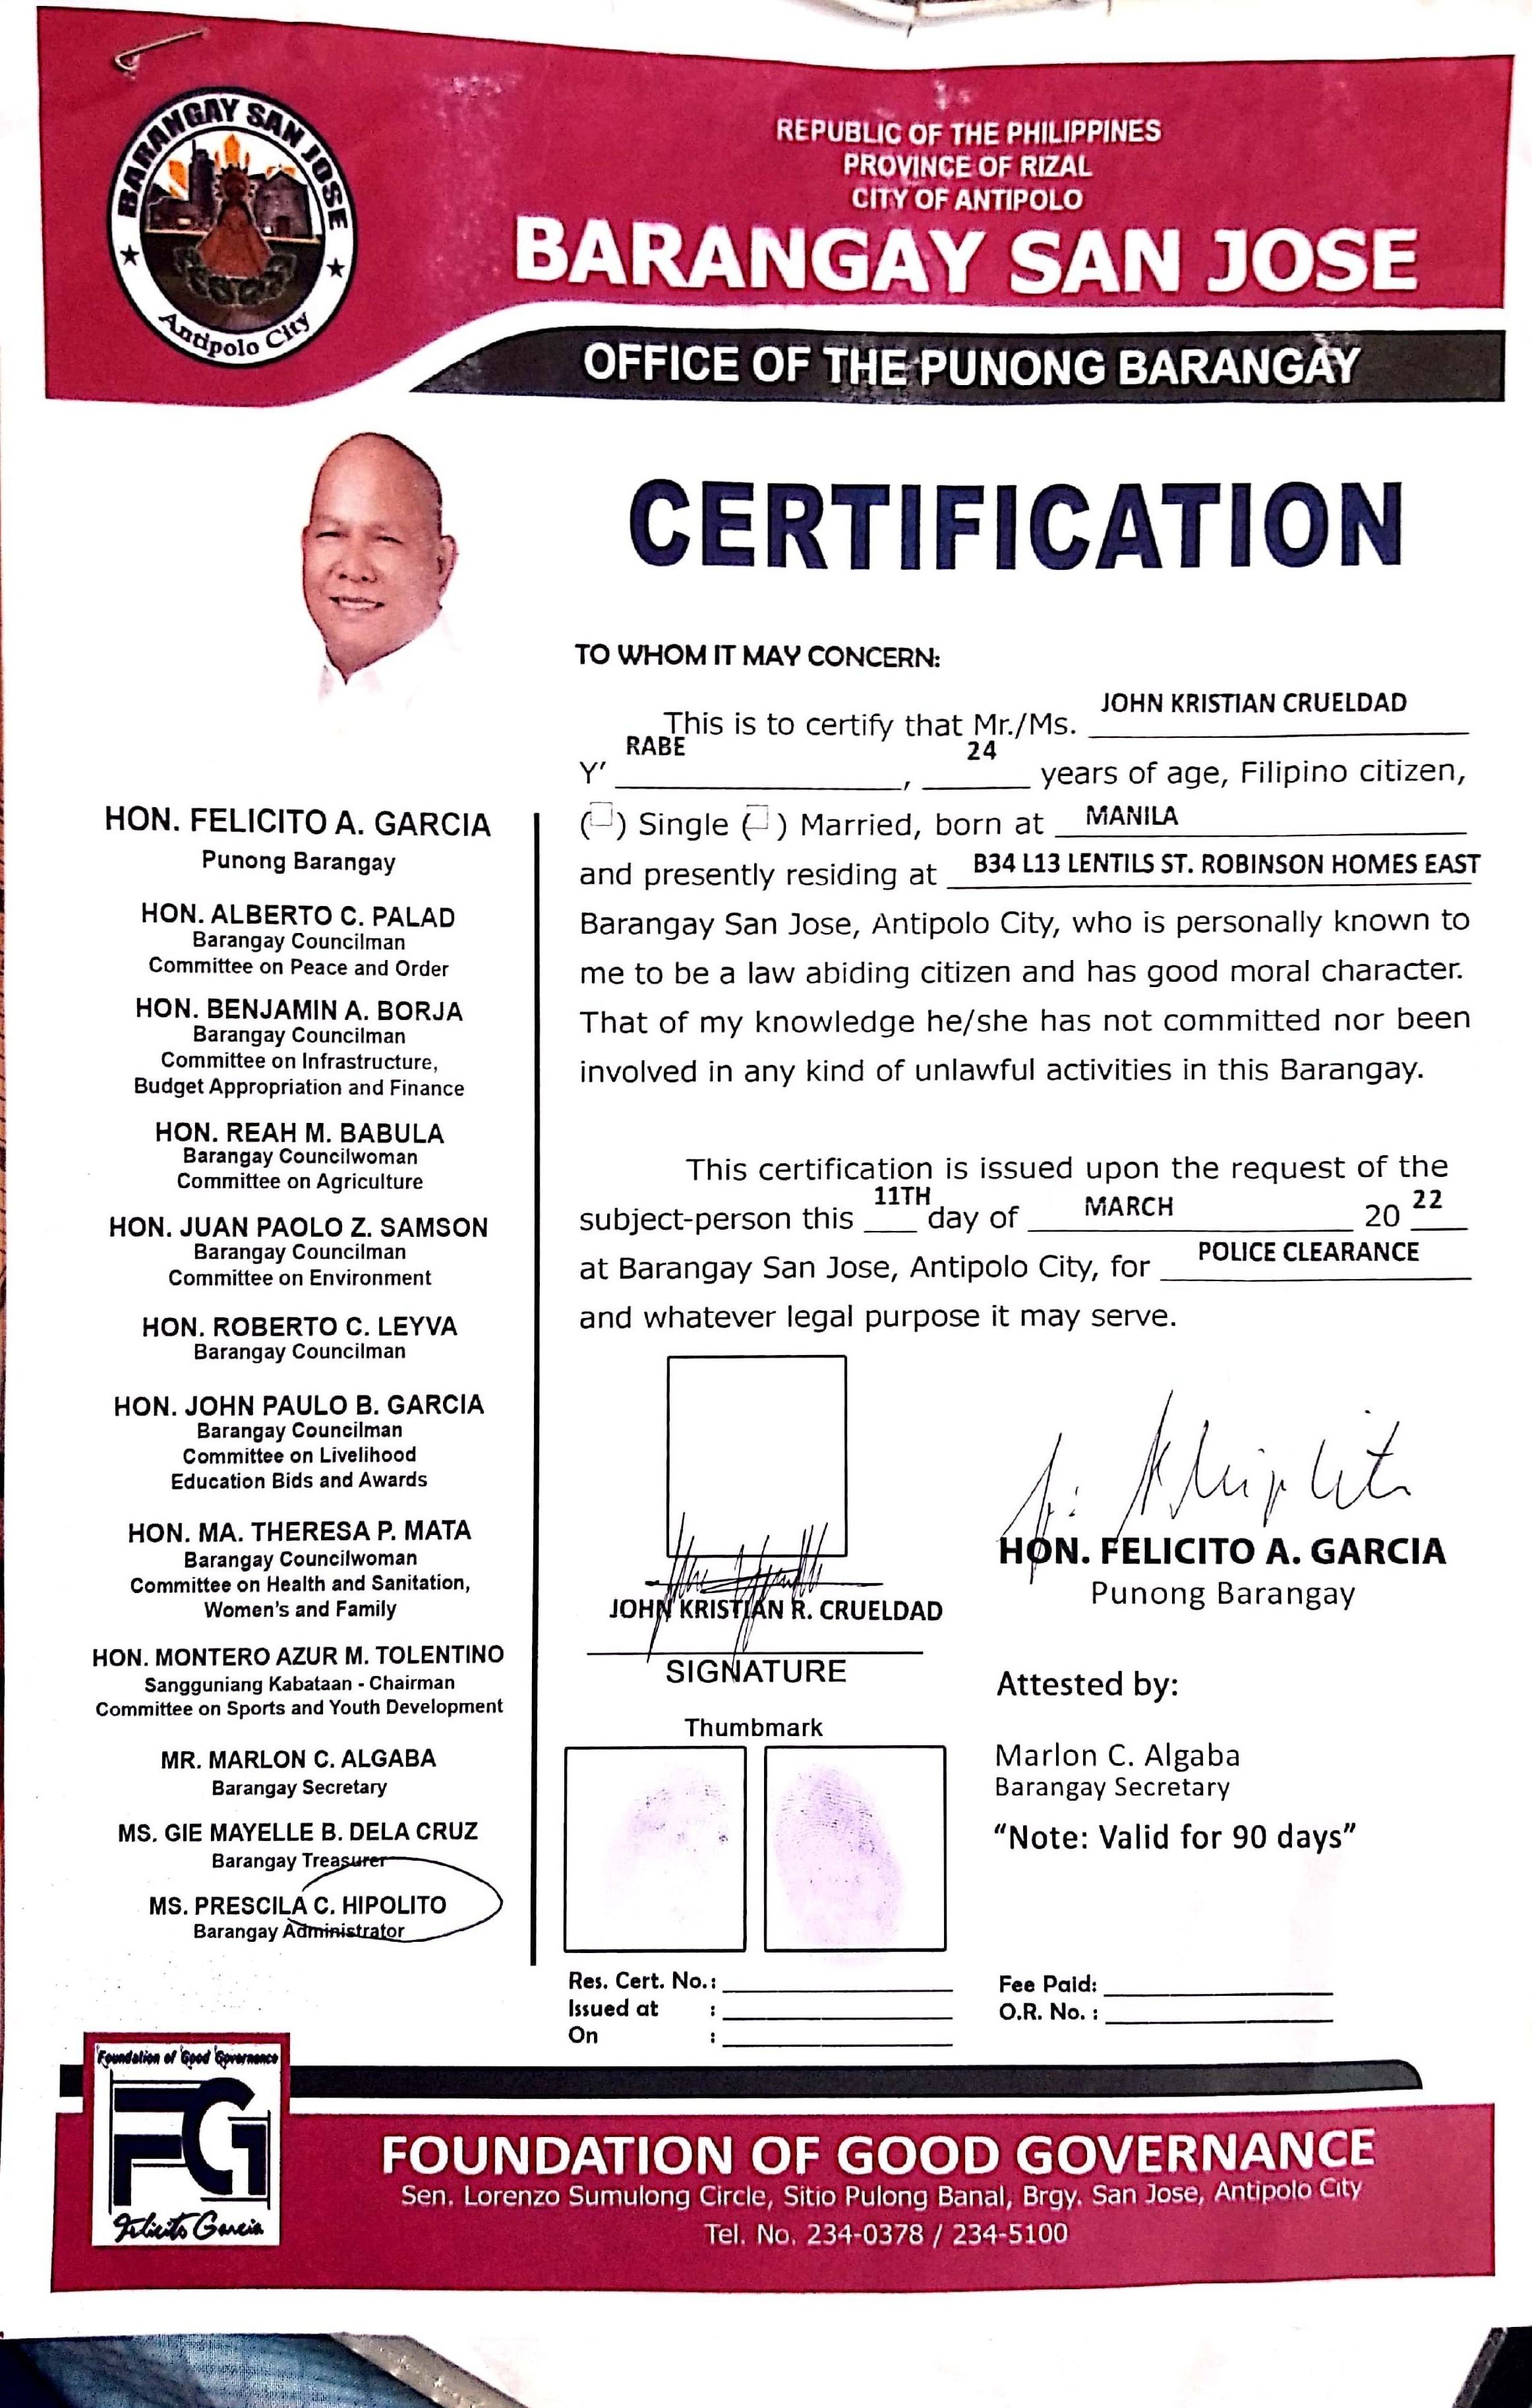 BARANGAY SAN JOSE
Antipolo City
REPUBLIC OF THE PHILIPPINES
PROVINCE OF RIZAL
CITY OF ANTIPOLO
BARANGAY SAN JOSE
OFFICE OF THE PUNONG BARANGAY
CERTIFICATION
HON. FELICITO A. GARCIA
Punong Barangay
HON. ALBERTO C. PALAD
Barangay Councilman
Committee on Peace and Order
HON. BENJAMIN A. BORJA
Barangay Councilman
Committee on Infrastructure,
Budget Appropriation and Finance
HON. REAH M. BABULA
Barangay Councilwoman
Committee on Agriculture
HON. JUAN PAOLO Z. SAMSON
Barangay Councilman
Committee on Environment
HON. ROBERTO C. LEYVA
Barangay Councilman
HON. JOHN PAULO B. GARCIA
Barangay Councilman
Committee on Livelihood
Education Bids and Awards
HON. MA. THERESA P. MATA
Barangay Councilwoman
Committee on Health and Sanitation,
Women's and Family
HON. MONTERO AZUR M. TOLENTINO
Sangguniang Kabataan - Chairman
Committee on Sports and Youth Development
MR. MARLON C. ALGABA
Barangay Secretary
MS. GIE MAYELLE B. DELA CRUZ
Barangay Treasurer
MS. PRESCILA C. HIPOLITO
Barangay Administrator
TO WHOM IT MAY CONCERN:
This is to certify that Mr./Ms. JOHN KRISTIAN CRUELDAD
Y' RABE, 24 years of age, Filipino citizen,
( ) Single ( ) Married, born at MANILA
and presently residing at B34 L13 LENTILS ST. ROBINSON HOMES EAST
Barangay San Jose, Antipolo City, who is personally known to
me to be a law abiding citizen and has good moral character.
That of my knowledge he/she has not committed nor been
involved in any kind of unlawful activities in this Barangay.
This certification is issued upon the request of the
subject-person this 11TH day of MARCH 20 22
at Barangay San Jose, Antipolo City, for POLICE CLEARANCE
and whatever legal purpose it may serve.
JOHN KRISTIAN R. CRUELDAD
SIGNATURE
Thumbmark
HON. FELICITO A. GARCIA
Punong Barangay
Attested by:
Marlon C. Algaba
Barangay Secretary
“Note: Valid for 90 days”
Res. Cert. No.:
Issued at :
On :
Fee Paid:
O.R. No. :
Foundation of Good Governance
FG
Felicito Garcia
FOUNDATION OF GOOD GOVERNANCE
Sen. Lorenzo Sumulong Circle, Sitio Pulong Banal, Brgy. San Jose, Antipolo City
Tel. No. 234-0378 / 234-5100